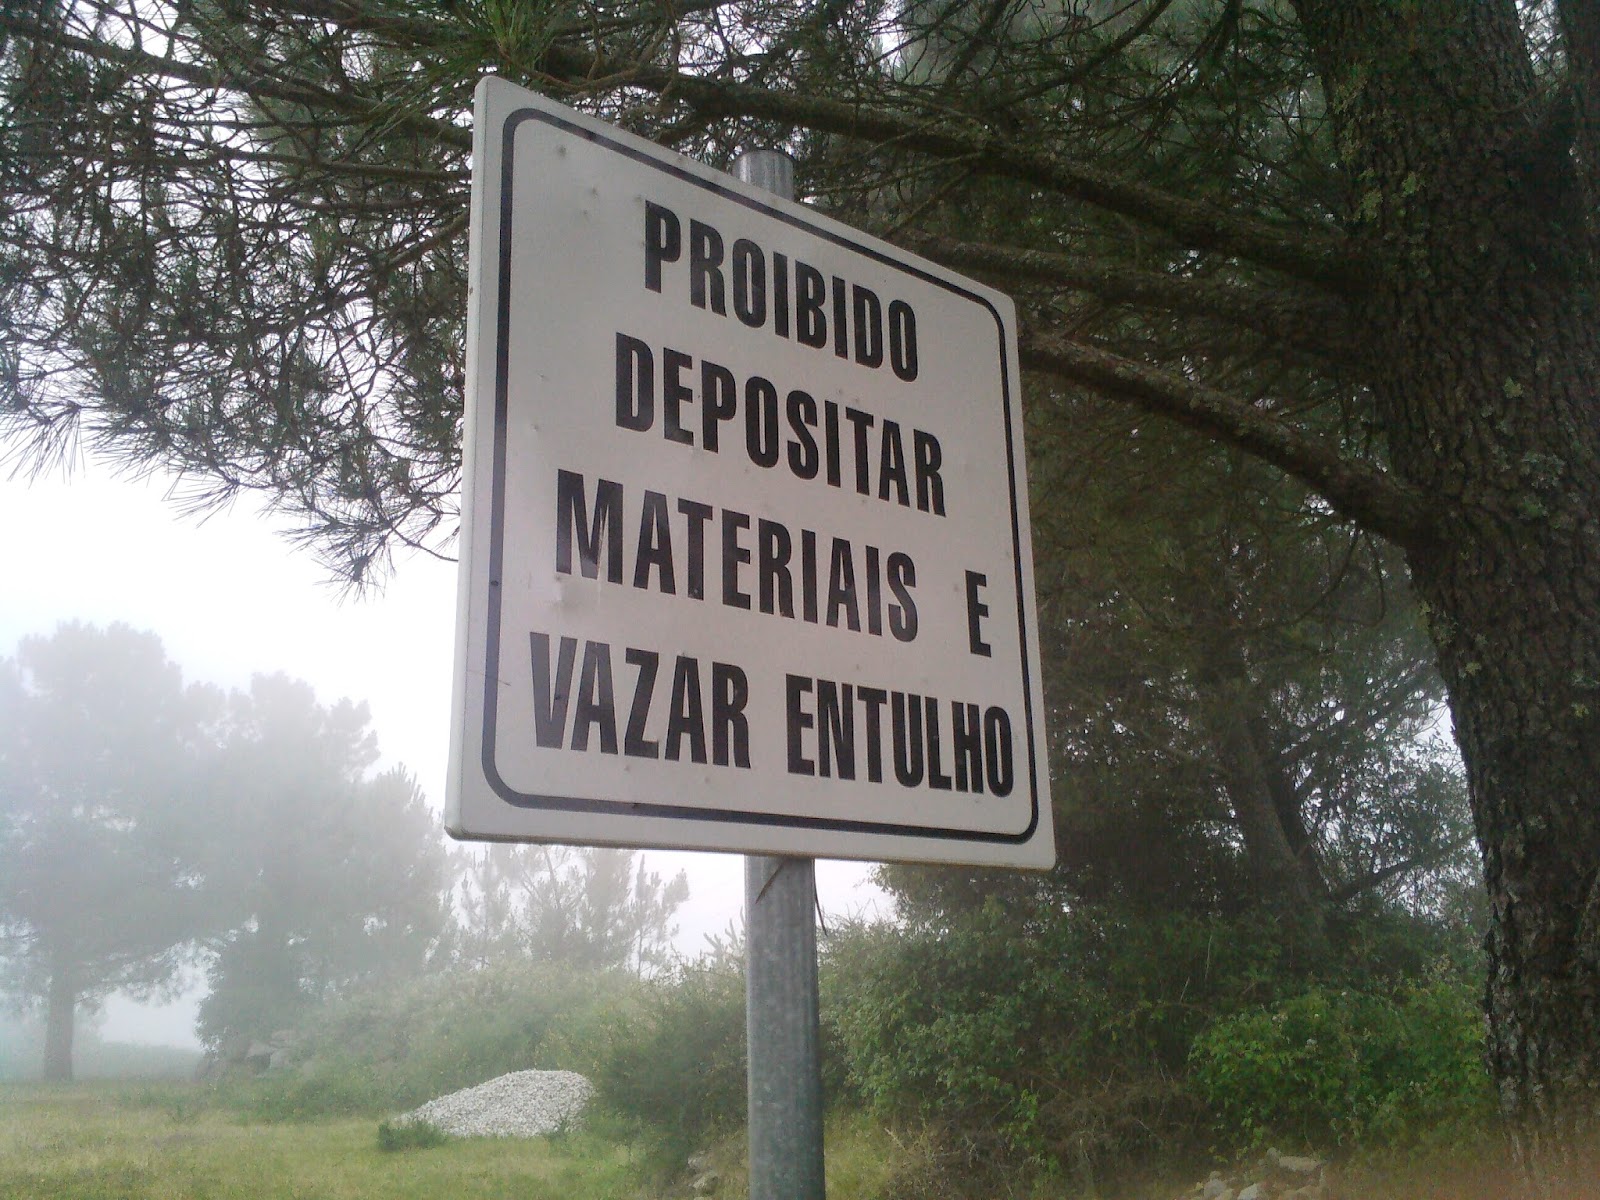 PROIBIDO
DEPOSITAR
MATERIAIS E
VAZAR ENTULHO